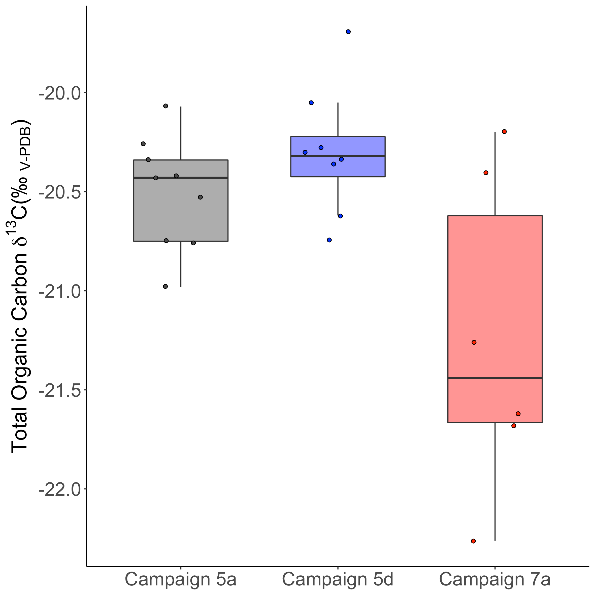 Total Organic Carbon δ¹³C(‰ V-PDB)
-20.0
-20.5
-21.0
-21.5
-22.0
Campaign 5a
Campaign 5d
Campaign 7a